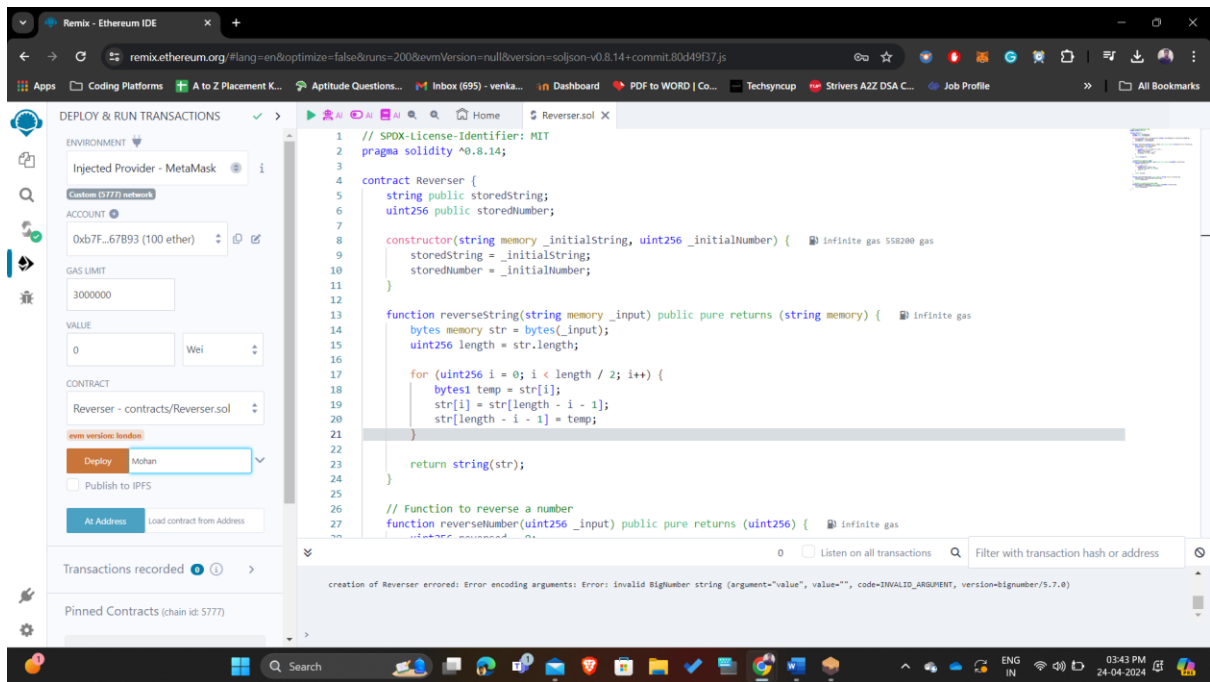 Remix - Ethereum IDE
remix.ethereum.org/#lang=en&optimize=false&runs=200&evmVersion=null&version=soljson-v0.8.14+commit.80d49f37.js
Apps Coding Platforms A to Z Placement K... Aptitude Questions... Inbox (695) - venka... Dashboard PDF to WORD | Co... Techsyncup Strivers A2Z DSA C... Job Profile » All Bookmarks
DEPLOY & RUN TRANSACTIONS
ENVIRONMENT
Injected Provider - MetaMask
Custom (5777) network
ACCOUNT
0xb7F...67B93 (100 ether)
GAS LIMIT
3000000
VALUE
0 Wei
CONTRACT
Reverser - contracts/Reverser.sol
evm version: london
Deploy Mohan
Publish to IPFS
At Address Load contract from Address
Transactions recorded 0
Pinned Contracts (chain id: 5777)
AI AI AI Home Reverser.sol
1 // SPDX-License-Identifier: MIT
2 pragma solidity ^0.8.14;
3
4 contract Reverser {
5 string public storedString;
6 uint256 public storedNumber;
7
8 constructor(string memory _initialString, uint256 _initialNumber) { infinite gas 558200 gas
9 storedString = _initialString;
10 storedNumber = _initialNumber;
11 }
12
13 function reverseString(string memory _input) public pure returns (string memory) { infinite gas
14 bytes memory str = bytes(_input);
15 uint256 length = str.length;
16
17 for (uint256 i = 0; i < length / 2; i++) {
18 bytes1 temp = str[i];
19 str[i] = str[length - i - 1];
20 str[length - i - 1] = temp;
21 }
22
23 return string(str);
24 }
25
26 // Function to reverse a number
27 function reverseNumber(uint256 _input) public pure returns (uint256) { infinite gas
28 uint256 reversed = 0;
0 Listen on all transactions Filter with transaction hash or address
creation of Reverser errored: Error encoding arguments: Error: invalid BigNumber string (argument="value", value="", code=INVALID_ARGUMENT, version=bignumber/5.7.0)
>
Search
ENG
IN
03:43 PM
24-04-2024